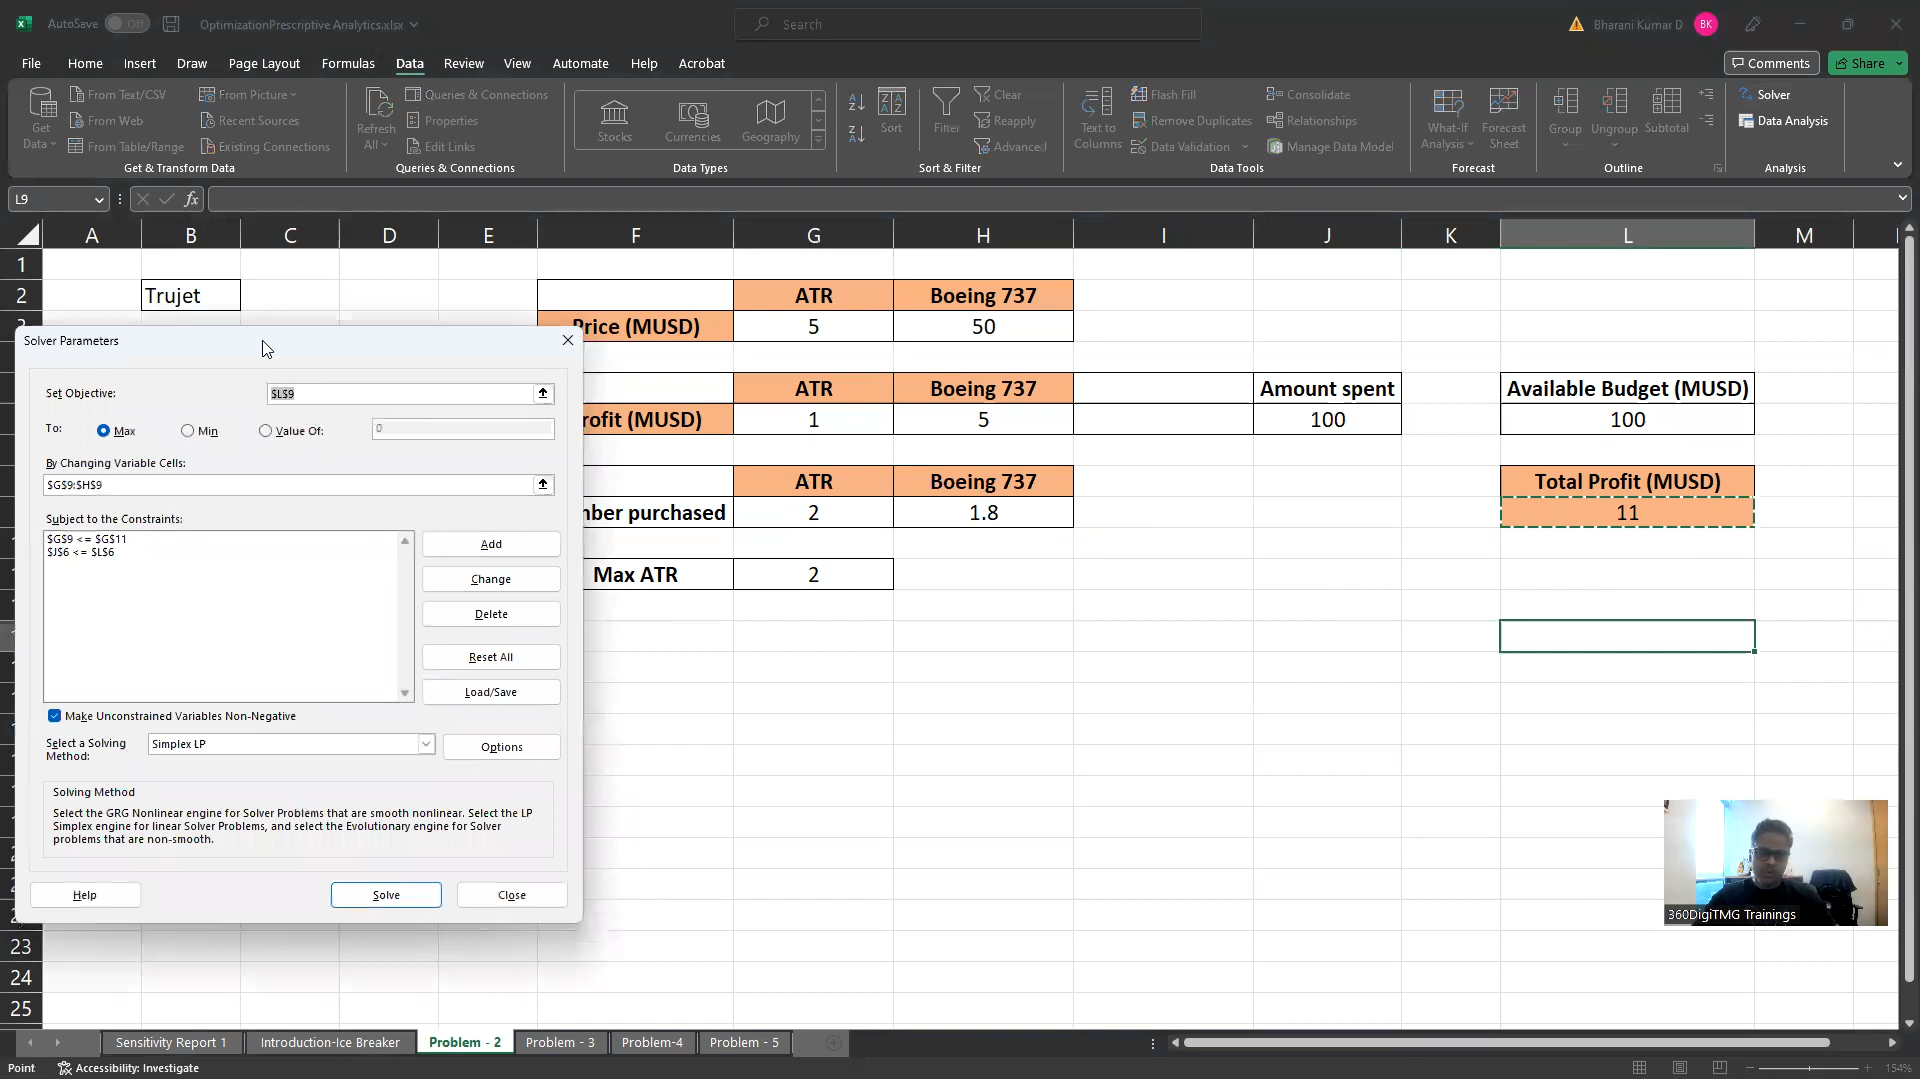 AutoSave Off OptimizationPrescriptive Analytics.xlsx Search Bharani Kumar D BK
File Home Insert Draw Page Layout Formulas Data Review View Automate Help Acrobat Comments Share
Get Data From Text/CSV From Web From Table/Range From Picture Recent Sources Existing Connections
Get & Transform Data
Refresh All Queries & Connections Properties Edit Links
Queries & Connections
Stocks Currencies Geography
Data Types
Sort Filter Clear Reapply Advanced
Sort & Filter
Text to Columns Flash Fill Remove Duplicates Data Validation Consolidate Relationships Manage Data Model
Data Tools
What-If Analysis Forecast Sheet
Forecast
Group Ungroup Subtotal
Outline
Solver
Data Analysis
Analysis
L9 fx
A B C D E F G H I J K L M
1
2 Trujet ATR Boeing 737
Price (MUSD) 5 50
ATR Boeing 737 Amount spent Available Budget (MUSD)
rofit (MUSD) 1 5 100 100
ATR Boeing 737 Total Profit (MUSD)
mber purchased 2 1.8 11
Max ATR 2
23
24
25
Solver Parameters
Set Objective: $L$9
To: Max Min Value Of: 0
By Changing Variable Cells:
$G$9:$H$9
Subject to the Constraints:
$G$9 <= $G$11
$J$6 <= $L$6
Add
Change
Delete
Reset All
Load/Save
Make Unconstrained Variables Non-Negative
Select a Solving Method: Simplex LP Options
Solving Method
Select the GRG Nonlinear engine for Solver Problems that are smooth nonlinear. Select the LP
Simplex engine for linear Solver Problems, and select the Evolutionary engine for Solver
problems that are non-smooth.
Help Solve Close
360DigiTMG Trainings
Sensitivity Report 1 Introduction-Ice Breaker Problem - 2 Problem - 3 Problem-4 Problem - 5
Point Accessibility: Investigate 154%